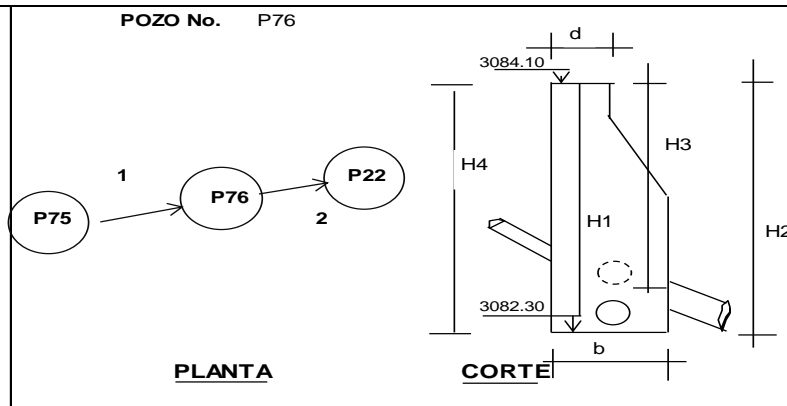 POZO No. P76
d
3084.10
H3
H4
1
P22
P76
P75
2
H1
H2
3082.30
b
PLANTA
CORTE